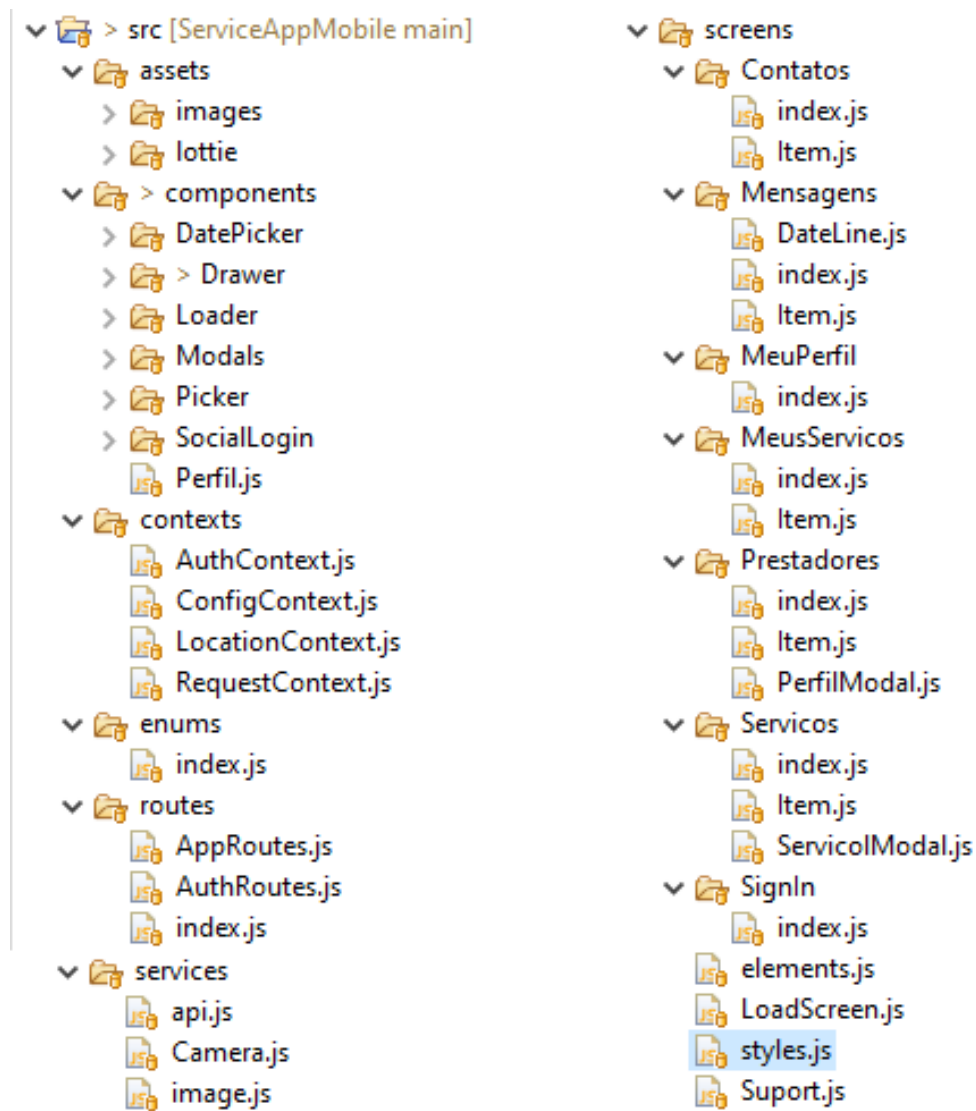 > src [ServiceAppMobile main]
assets
images
lottie
> components
DatePicker
> Drawer
Loader
Modals
Picker
SocialLogin
Perfil.js
contexts
AuthContext.js
ConfigContext.js
LocationContext.js
RequestContext.js
enums
index.js
routes
AppRoutes.js
AuthRoutes.js
index.js
services
api.js
Camera.js
image.js
screens
Contatos
index.js
Item.js
Mensagens
DateLine.js
index.js
Item.js
MeuPerfil
index.js
MeusServicos
index.js
Item.js
Prestadores
index.js
Item.js
PerfilModal.js
Servicos
index.js
Item.js
ServicolModal.js
SignIn
index.js
elements.js
LoadScreen.js
styles.js
Suport.js